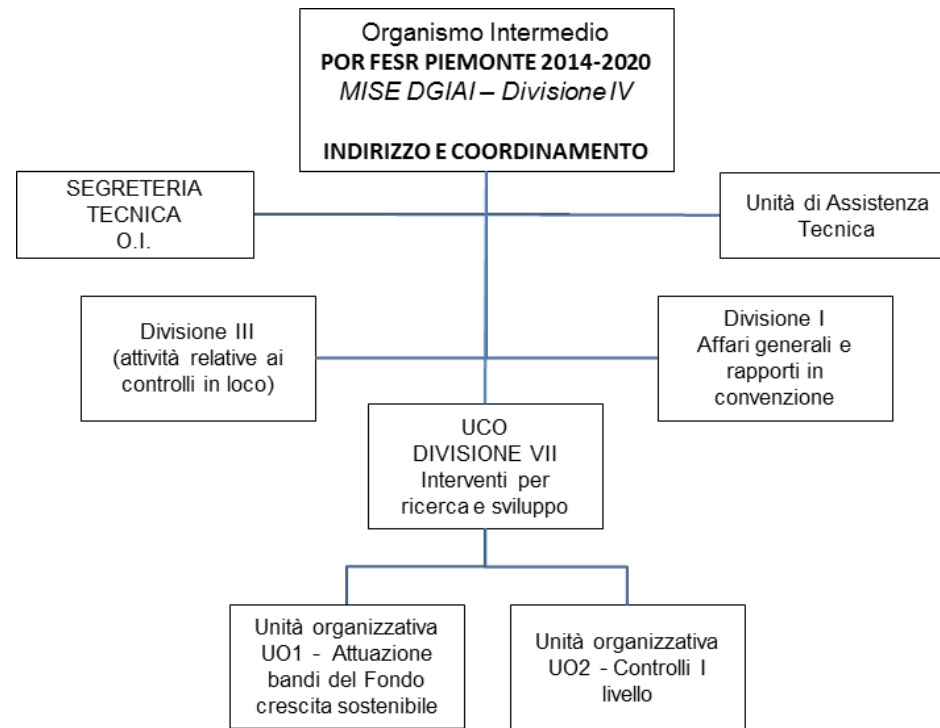 Organismo Intermedio
POR FESR PIEMONTE 2014-2020
MISE DGIAI – Divisione IV
INDIRIZZO E COORDINAMENTO
SEGRETERIA
TECNICA
O.I.
Unità di Assistenza
Tecnica
Divisione III
(attività relative ai
controlli in loco)
Divisione I
Affari generali e
rapporti in
convenzione
UCO
DIVISIONE VII
Interventi per
ricerca e sviluppo
Unità organizzativa
UO1 - Attuazione
bandi del Fondo
crescita sostenibile
Unità organizzativa
UO2 - Controlli I
livello